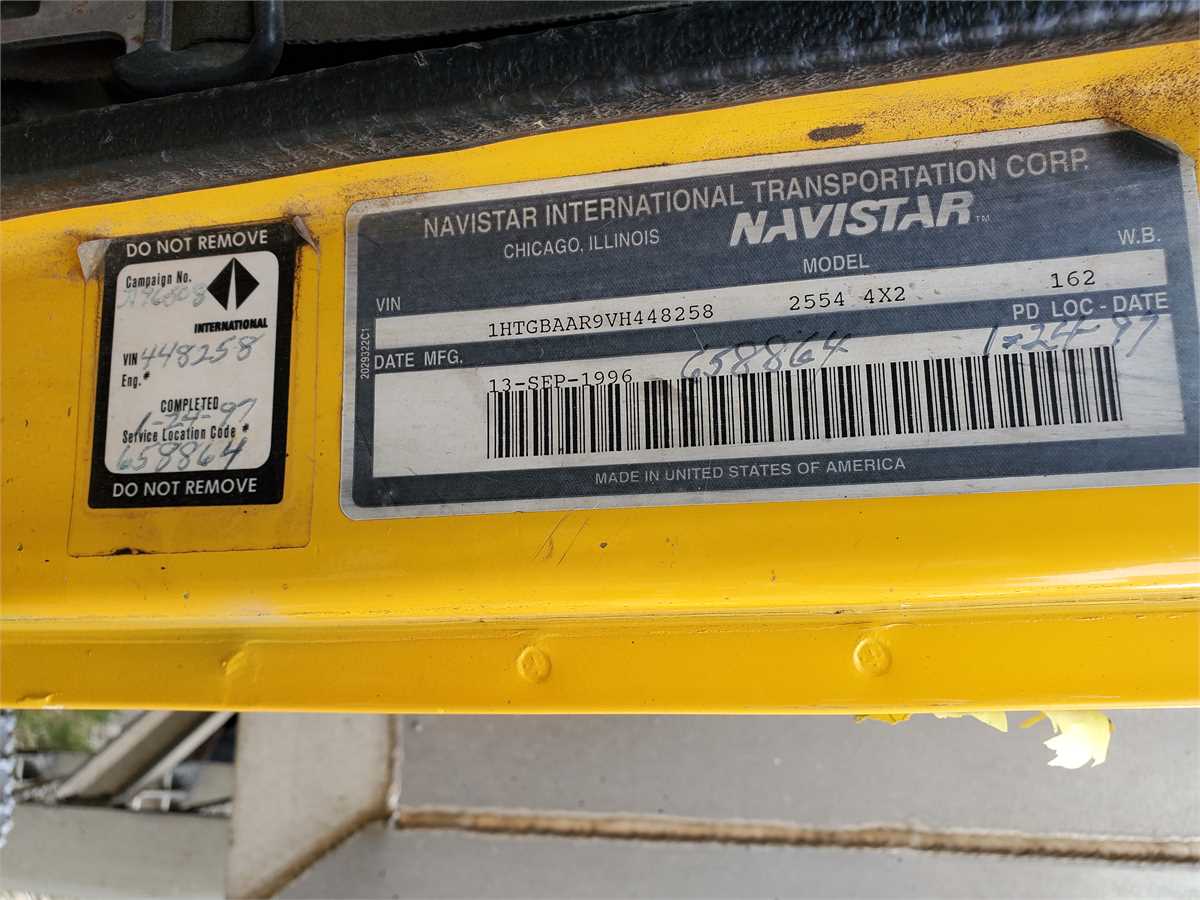 DO NOT REMOVE
Campaign No.
INTERNATIONAL
VIN 448258
Eng.*
COMPLETED
1-24-97
Service Location Code *
658864
DO NOT REMOVE
NAVISTAR INTERNATIONAL TRANSPORTATION CORP.
CHICAGO, ILLINOIS
NAVISTAR™
VIN
MODEL
W.B.
1HTGBAAR9VH448258 2554 4X2 162
DATE MFG.
PD LOC - DATE
13-SEP-1996
658864
1-24-97
2029322C1
MADE IN UNITED STATES OF AMERICA